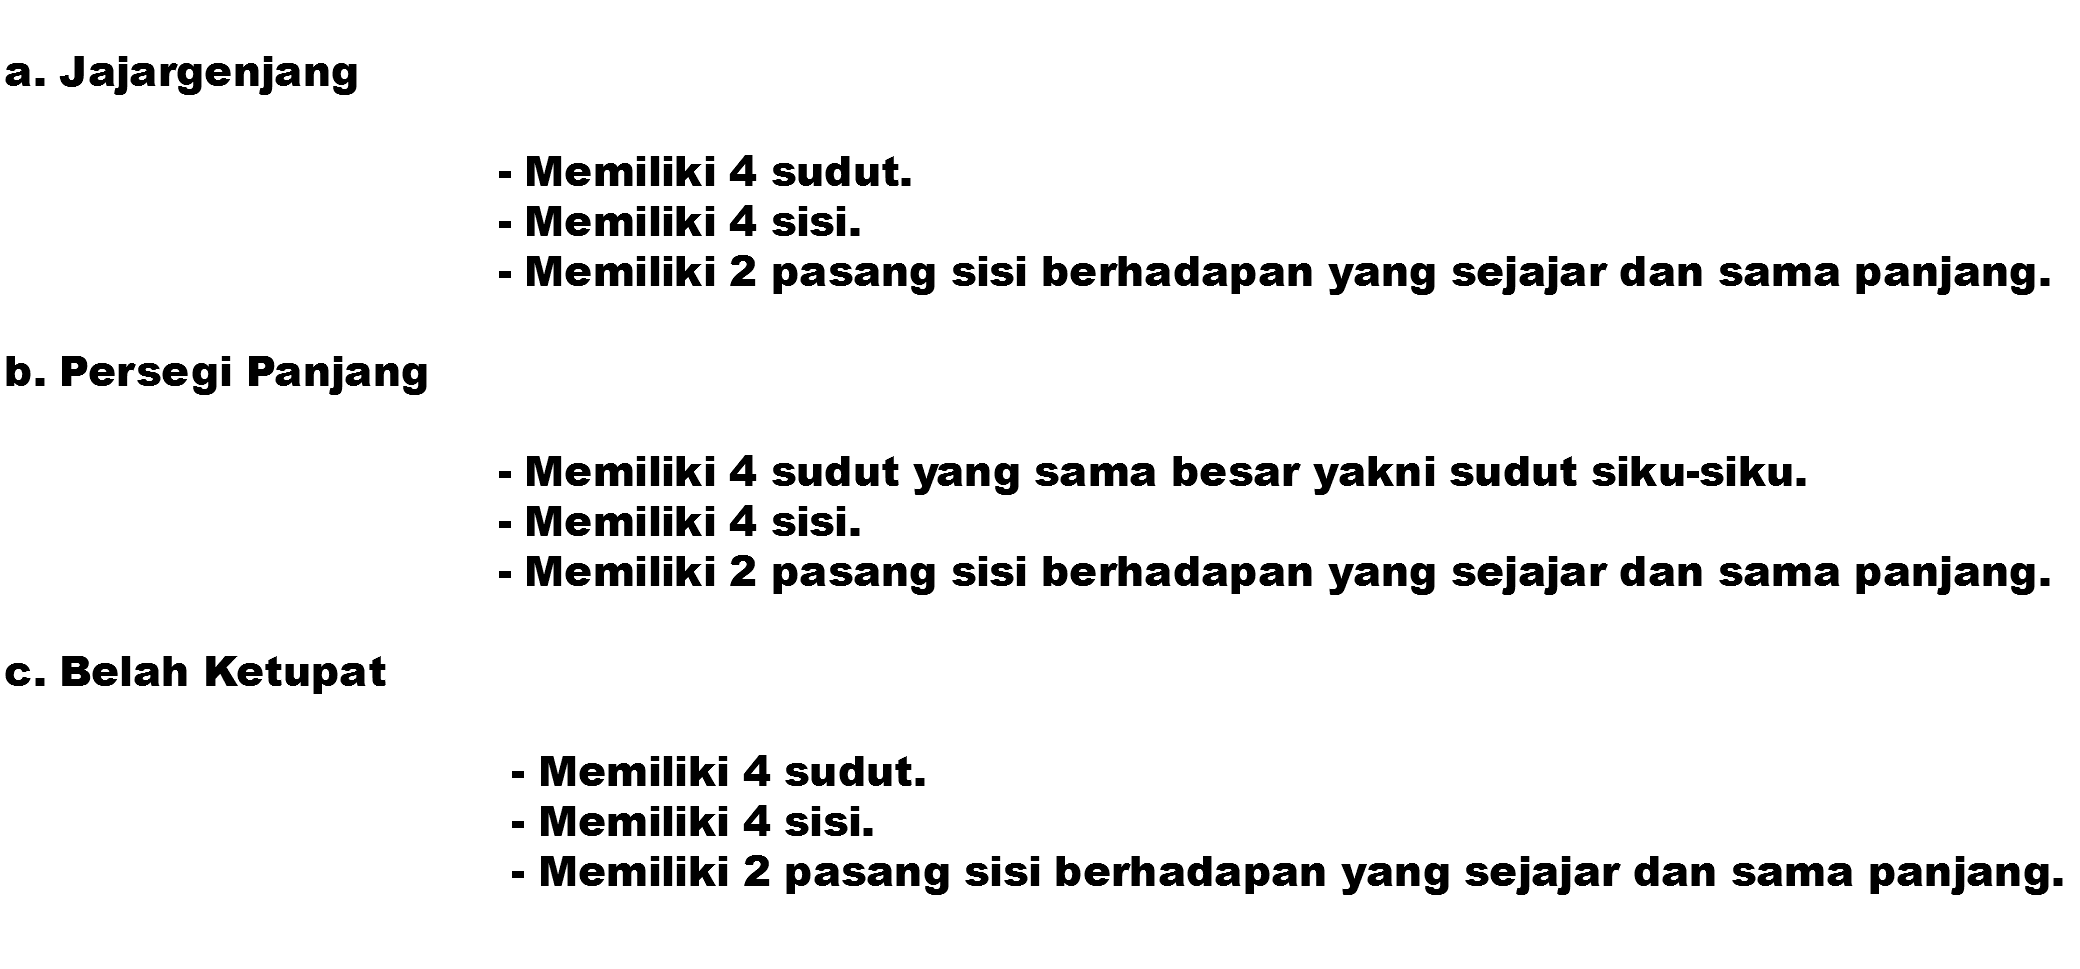 a. Jajargenjang
- Memiliki 4 sudut.
- Memiliki 4 sisi.
- Memiliki 2 pasang sisi berhadapan yang sejajar dan sama panjang.
b. Persegi Panjang
- Memiliki 4 sudut yang sama besar yakni sudut siku-siku.
- Memiliki 4 sisi.
- Memiliki 2 pasang sisi berhadapan yang sejajar dan sama panjang.
c. Belah Ketupat
- Memiliki 4 sudut.
- Memiliki 4 sisi.
- Memiliki 2 pasang sisi berhadapan yang sejajar dan sama panjang.